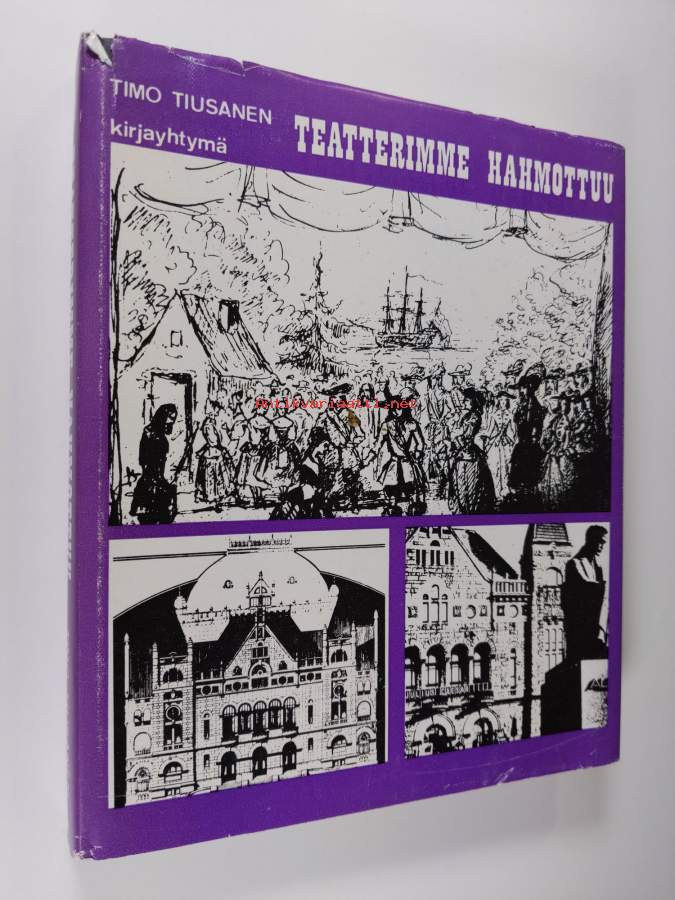 TIMO TIUSANEN
TEATTERIMME HAHMOTTUU
kirjayhtymä
antikvariaatti.net